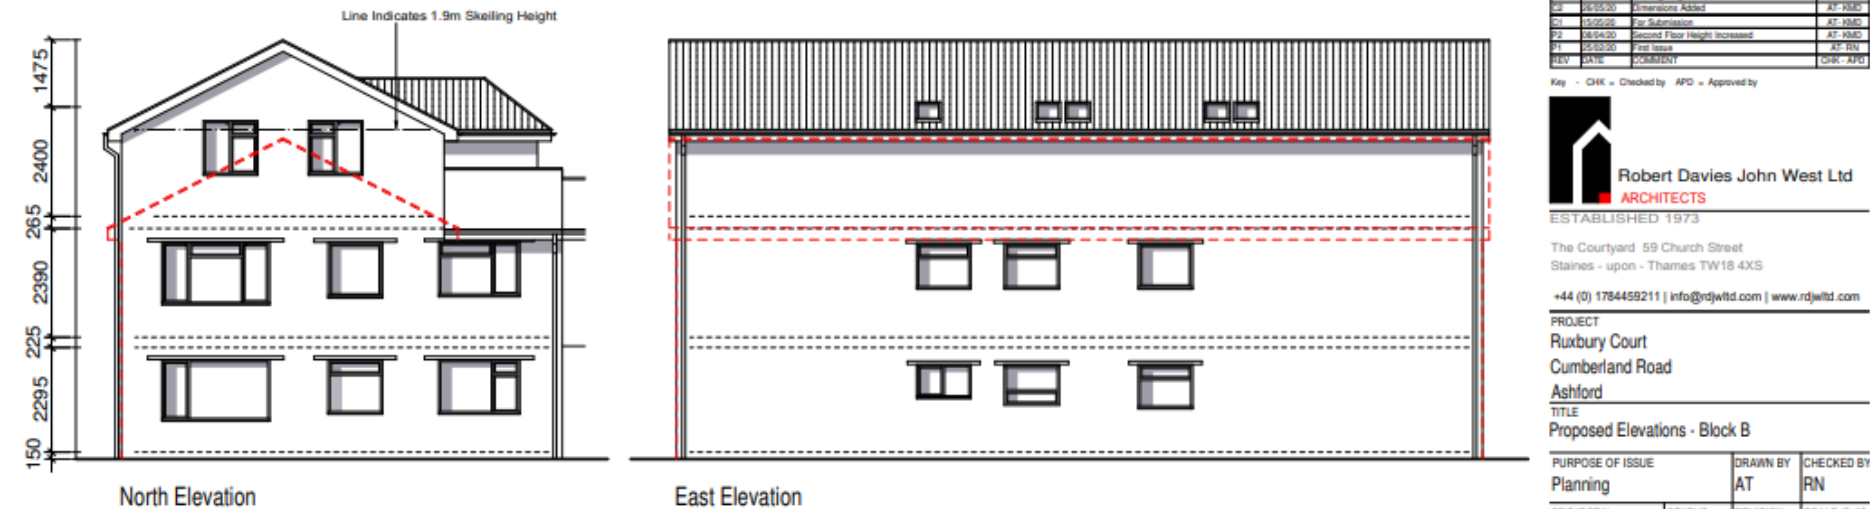 Line Indicates 1.9m Skeiling Height
1475
2400
265
2390
225
2295
150
North Elevation
East Elevation
C2 26/05/20 Dimensions Added AT-KMD
C1 15/05/20 For Submission AT-KMD
P2 08/04/20 Second Floor Height Increased AT-KMD
P1 25/02/20 First Issue AT-RN
REV DATE COMMENT CHK - APD
Key - CHK = Checked by APD = Approved by
Robert Davies John West Ltd
ARCHITECTS
ESTABLISHED 1973
The Courtyard 59 Church Street
Staines - upon - Thames TW18 4XS
+44 (0) 1784459211 | info@rdjwltd.com | www.rdjwltd.com
PROJECT
Ruxbury Court
Cumberland Road
Ashford
TITLE
Proposed Elevations - Block B
PURPOSE OF ISSUE DRAWN BY CHECKED BY
Planning AT RN